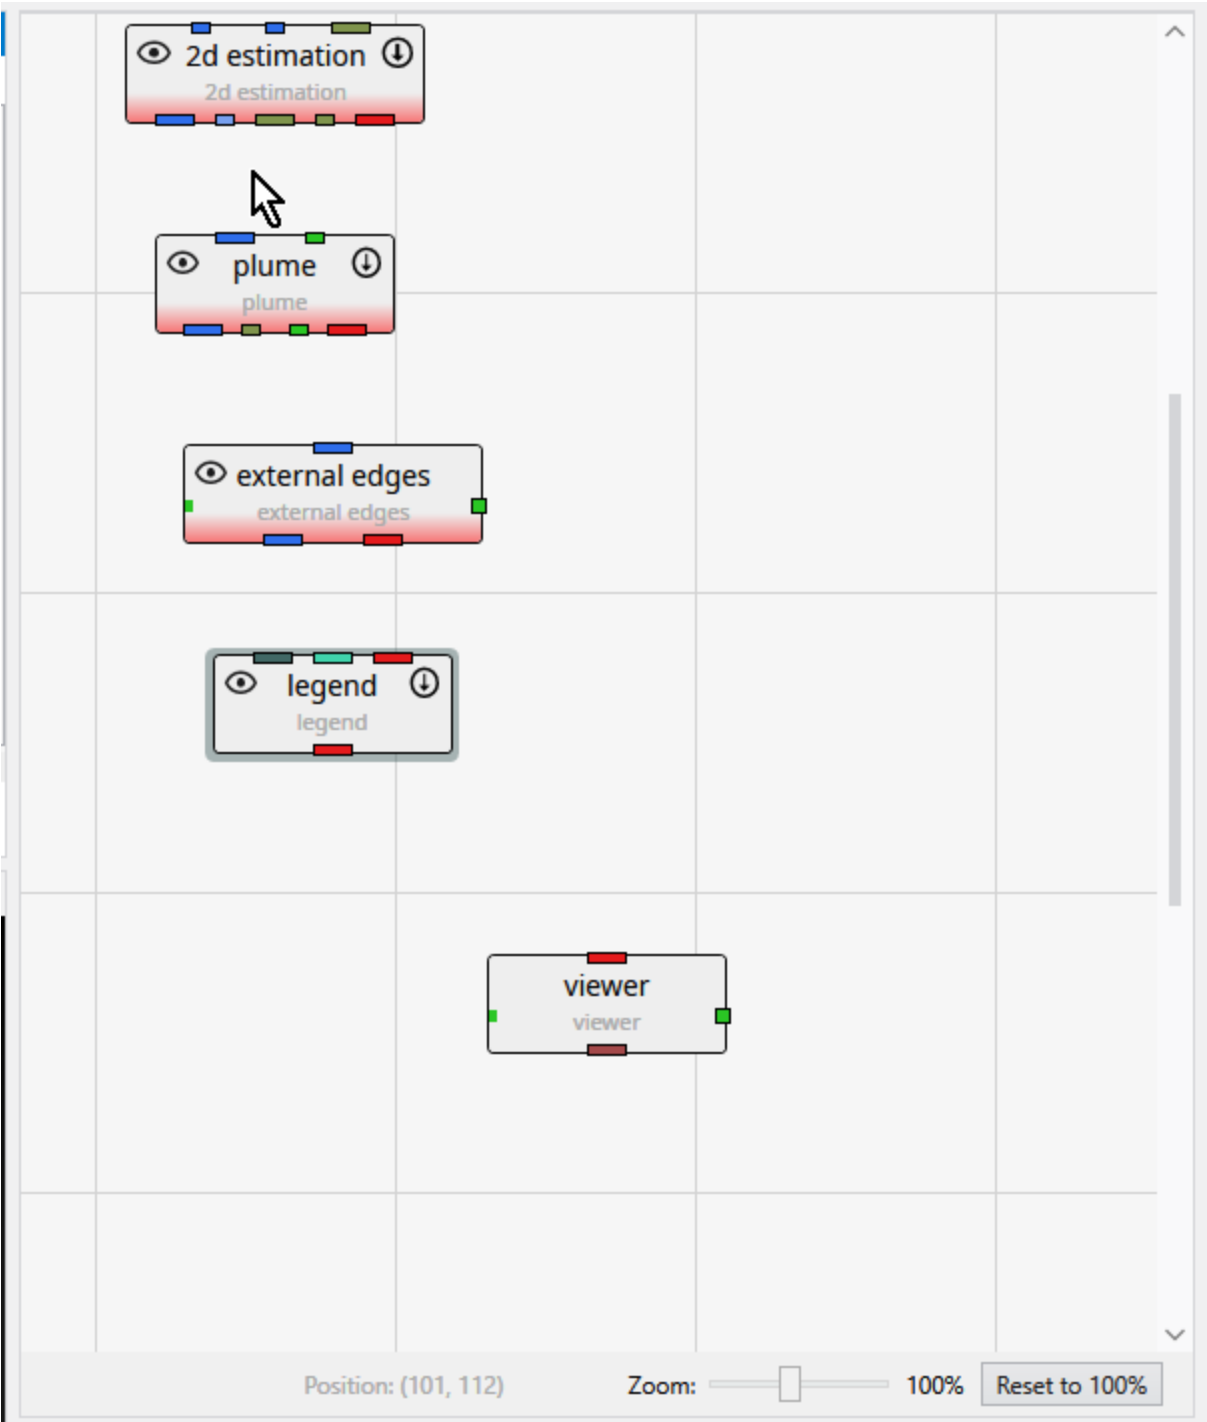 2d estimation
2d estimation
plume
plume
external edges
external edges
legend
legend
viewer
viewer
Position: (101, 112) Zoom: 100% Reset to 100%